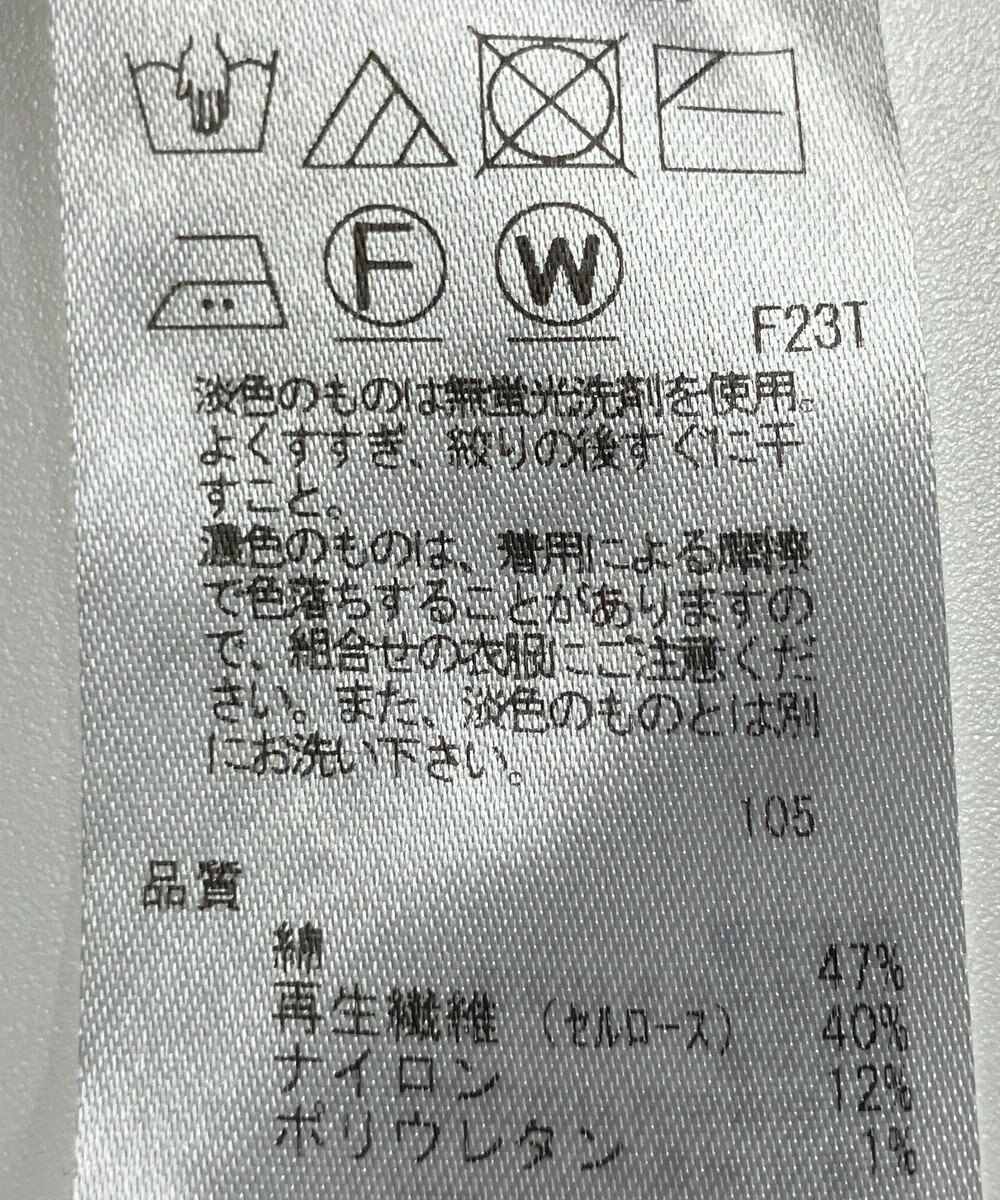 F
W
F23T
淡色のものは無蛍光洗剤を使用。
よくすすぎ、絞りの後すぐに干
すこと。
濃色のものは、着用による摩擦
で色落ちすることがありますの
で、組合せの衣服にご注意くだ
さい。また、淡色のものとは別
にお洗い下さい。
105
品質
綿 47%
再生繊維（セルロース） 40%
ナイロン 12%
ポリウレタン 1%